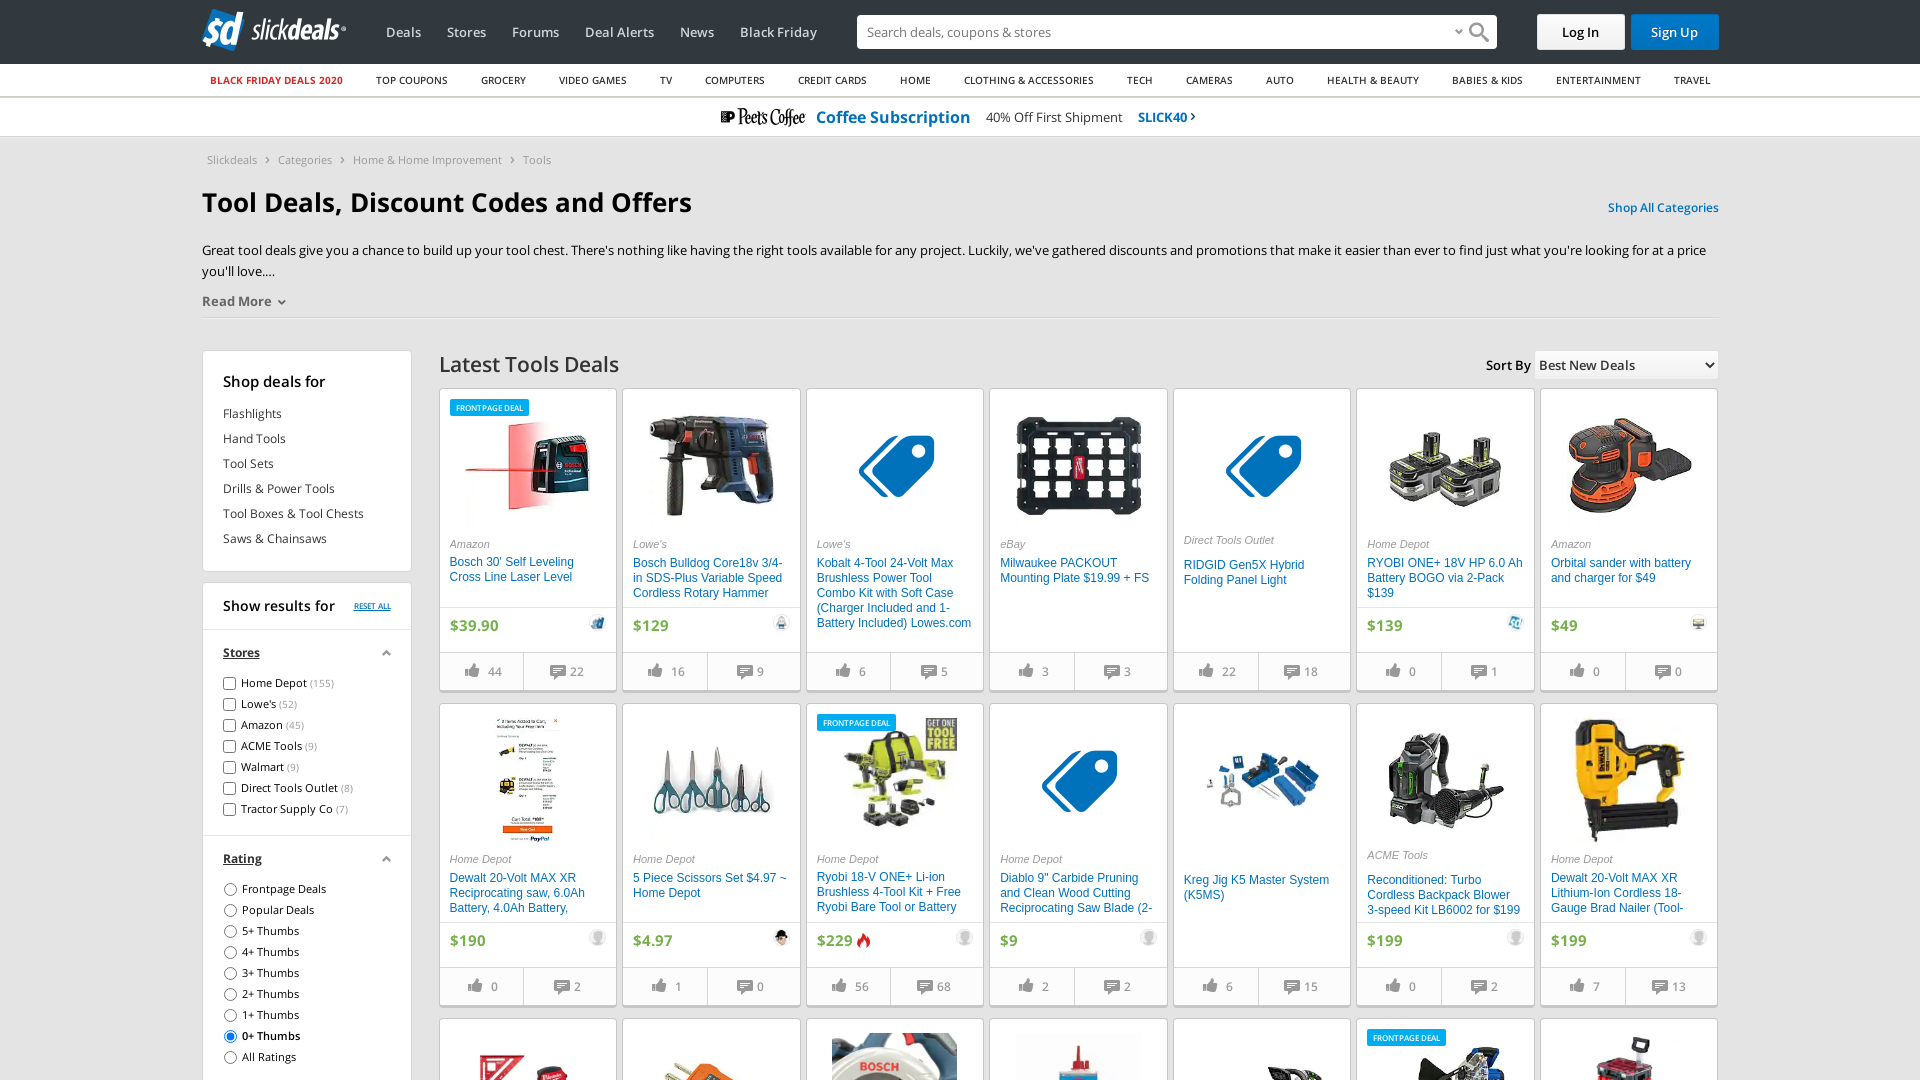 sd slickdeals
Deals
Stores
Forums
Deal Alerts
News
Black Friday
Search deals, coupons & stores
Log In
Sign Up
BLACK FRIDAY DEALS 2020
TOP COUPONS
GROCERY
VIDEO GAMES
TV
COMPUTERS
CREDIT CARDS
HOME
CLOTHING & ACCESSORIES
TECH
CAMERAS
AUTO
HEALTH & BEAUTY
BABIES & KIDS
ENTERTAINMENT
TRAVEL
Peet's Coffee Coffee Subscription 40% Off First Shipment SLICK40
Slickdeals > Categories > Home & Home Improvement > Tools
Tool Deals, Discount Codes and Offers
Shop All Categories
Great tool deals give you a chance to build up your tool chest. There's nothing like having the right tools available for any project. Luckily, we've gathered discounts and promotions that make it easier than ever to find just what you're looking for at a price
you'll love....
Read More
Shop deals for
Flashlights
Hand Tools
Tool Sets
Drills & Power Tools
Tool Boxes & Tool Chests
Saws & Chainsaws
Show results for RESET ALL
Stores
Home Depot (155)
Lowe's (52)
Amazon (45)
ACME Tools (9)
Walmart (9)
Direct Tools Outlet (8)
Tractor Supply Co (7)
Rating
Frontpage Deals
Popular Deals
5+ Thumbs
4+ Thumbs
3+ Thumbs
2+ Thumbs
1+ Thumbs
0+ Thumbs
All Ratings
Latest Tools Deals
Sort By Best New Deals
FRONTPAGE DEAL
Amazon
Bosch 30' Self Leveling
Cross Line Laser Level
$39.90
44
22
Lowe's
Bosch Bulldog Core18v 3/4-
in SDS-Plus Variable Speed
Cordless Rotary Hammer
$129
16
9
Lowe's
Kobalt 4-Tool 24-Volt Max
Brushless Power Tool
Combo Kit with Soft Case
(Charger Included and 1-
Battery Included) Lowes.com
6
5
eBay
Milwaukee PACKOUT
Mounting Plate $19.99 + FS
3
3
Direct Tools Outlet
RIDGID Gen5X Hybrid
Folding Panel Light
22
18
Home Depot
RYOBI ONE+ 18V HP 6.0 Ah
Battery BOGO via 2-Pack
$139
$139
0
1
Amazon
Orbital sander with battery
and charger for $49
$49
0
0
PayPal
Home Depot
Dewalt 20-Volt MAX XR
Reciprocating saw, 6.0Ah
Battery, 4.0Ah Battery,
$190
0
2
Home Depot
5 Piece Scissors Set $4.97 ~
Home Depot
$4.97
1
0
FRONTPAGE DEAL
GET ONE
TOOL
FREE
Home Depot
Ryobi 18-V ONE+ Li-ion
Brushless 4-Tool Kit + Free
Ryobi Bare Tool or Battery
$229
56
68
Home Depot
Diablo 9" Carbide Pruning
and Clean Wood Cutting
Reciprocating Saw Blade (2-
$9
2
2
Kreg Jig K5 Master System
(K5MS)
6
15
ACME Tools
Reconditioned: Turbo
Cordless Backpack Blower
3-speed Kit LB6002 for $199
$199
0
2
Home Depot
Dewalt 20-Volt MAX XR
Lithium-Ion Cordless 18-
Gauge Brad Nailer (Tool-
$199
7
13
BOSCH
FRONTPAGE DEAL